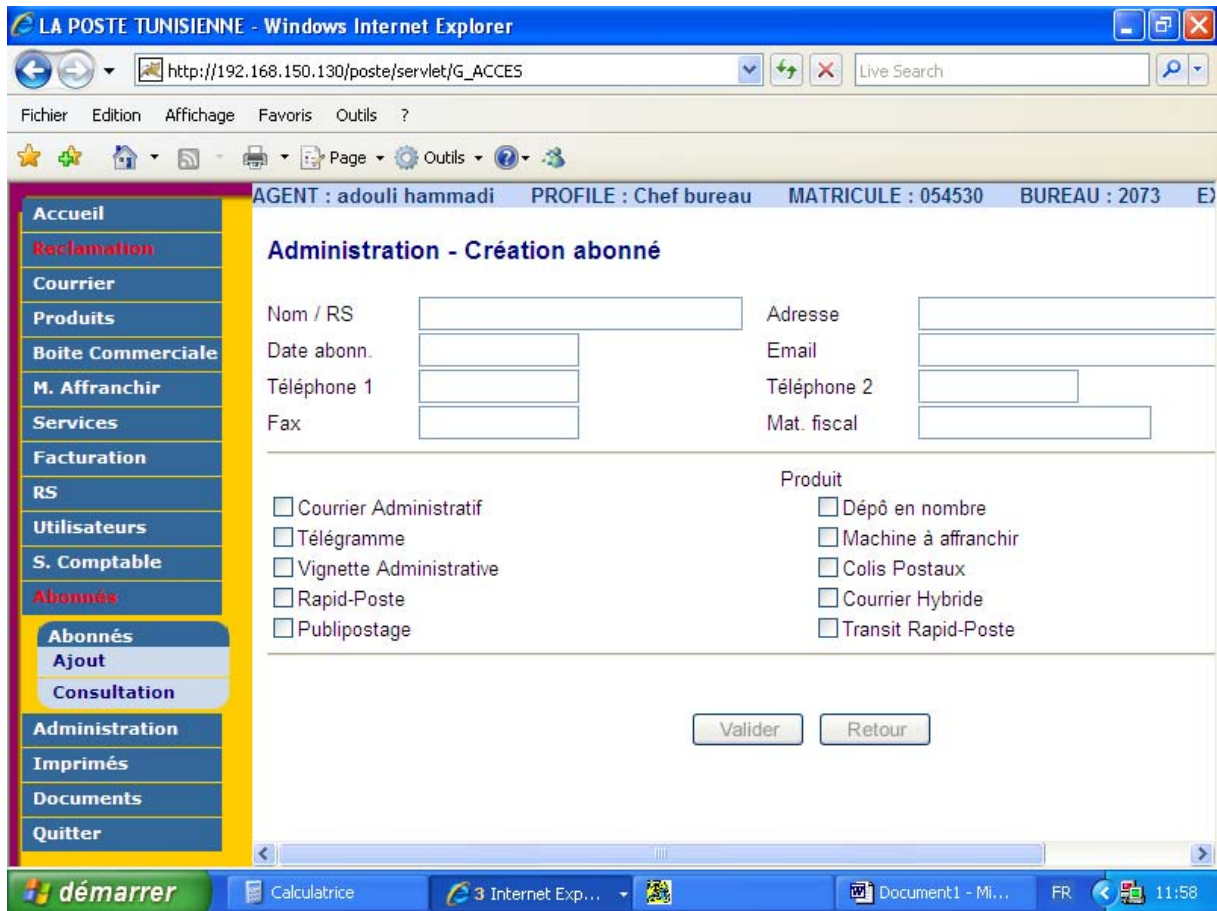 LA POSTE TUNISIENNE - Windows Internet Explorer
http://192.168.150.130/poste/servlet/G_ACCES
Live Search
Fichier Edition Affichage Favoris Outils ?
Page Outils
AGENT : adouli hammadi PROFILE : Chef bureau MATRICULE : 054530 BUREAU : 2073
Accueil
Reclamation
Courrier
Produits
Boite Commerciale
M. Affranchir
Services
Facturation
RS
Utilisateurs
S. Comptable
Abonnés
Abonnés
Ajout
Consultation
Administration
Imprimés
Documents
Quitter
Administration - Création abonné
Nom / RS Adresse
Date abonn. Email
Téléphone 1 Téléphone 2
Fax Mat. fiscal
Produit
Courrier Administratif Dépô en nombre
Télégramme Machine à affranchir
Vignette Administrative Colis Postaux
Rapid-Poste Courrier Hybride
Publipostage Transit Rapid-Poste
Valider Retour
démarrer Calculatrice 3 Internet Exp... Document1 - Mi... FR 11:58